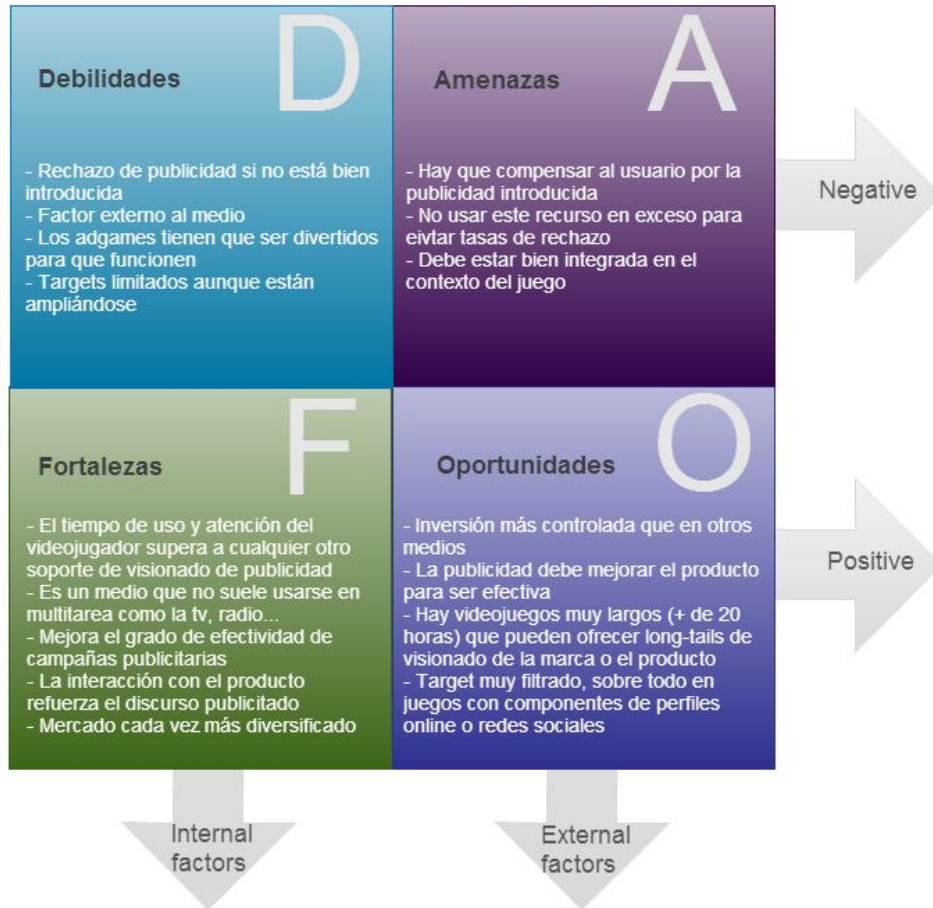 D
Debilidades
- Rechazo de publicidad si no está bien
introducida
- Factor externo al medio
- Los adgames tienen que ser divertidos
para que funcionen
- Targets limitados aunque están
ampliándose
A
Amenazas
- Hay que compensar al usuario por la
publicidad introducida
- No usar este recurso en exceso para
eivtar tasas de rechazo
- Debe estar bien integrada en el
contexto del juego
Negative
F
Fortalezas
- El tiempo de uso y atención del
videojugador supera a cualquier otro
soporte de visionado de publicidad
- Es un medio que no suele usarse en
multitarea como la tv, radio...
- Mejora el grado de efectividad de
campañas publicitarias
- La interacción con el producto
refuerza el discurso publicitado
- Mercado cada vez más diversificado
O
Oportunidades
- Inversión más controlada que en otros
medios
- La publicidad debe mejorar el producto
para ser efectiva
- Hay videojuegos muy largos (+ de 20
horas) que pueden ofrecer long-tails de
visionado de la marca o el producto
- Target muy filtrado, sobre todo en
juegos con componentes de perfiles
online o redes sociales
Positive
Internal
factors
External
factors